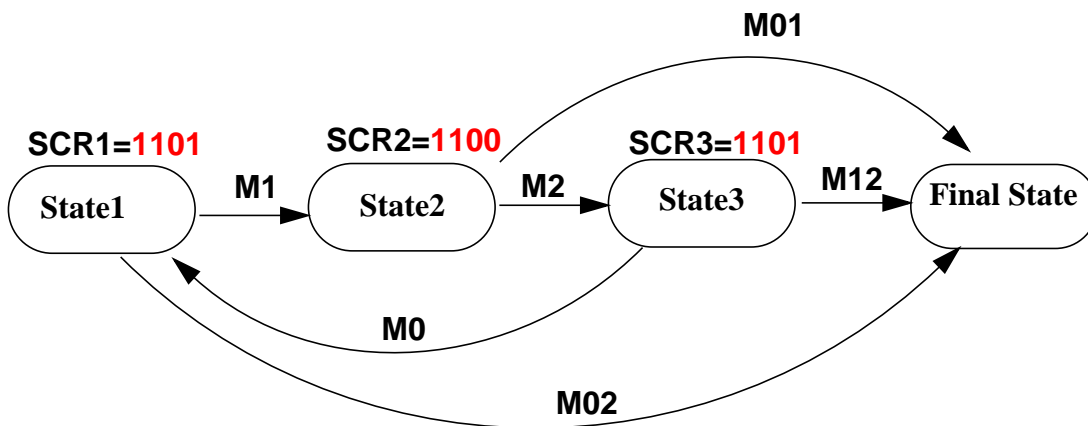 M01
SCR1=1101
SCR2=1100
SCR3=1101
State1
M1
State2
M2
State3
M12
Final State
M0
M02